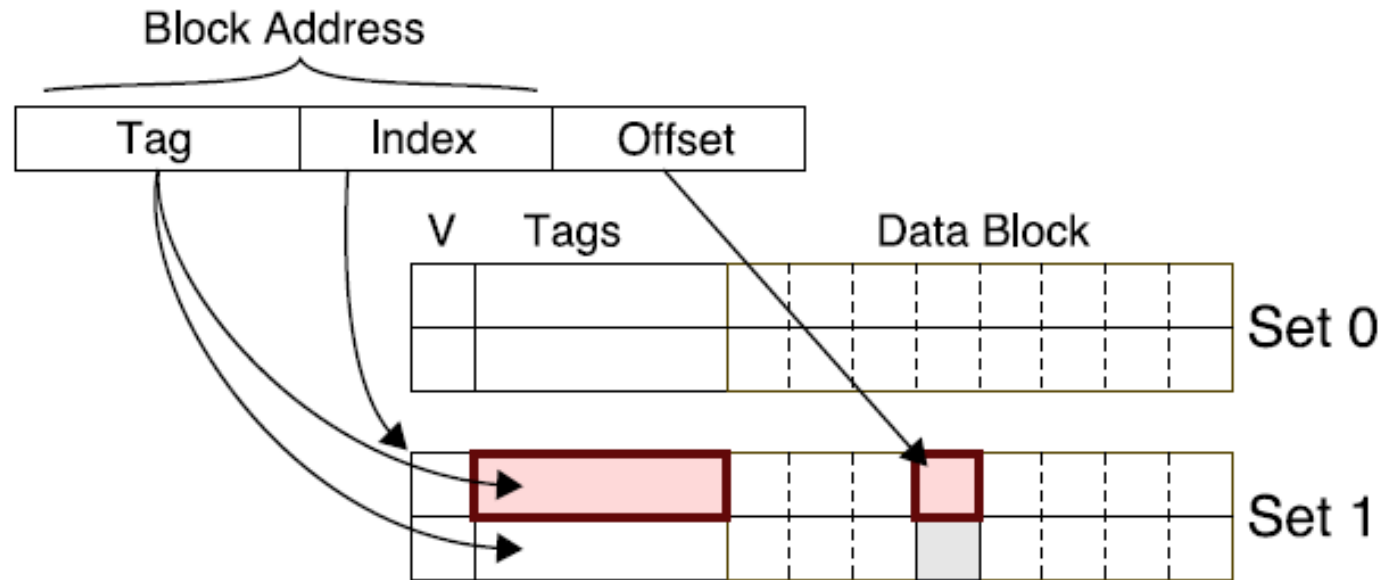 Block Address
Tag Index Offset
V Tags Data Block
Set 0
Set 1